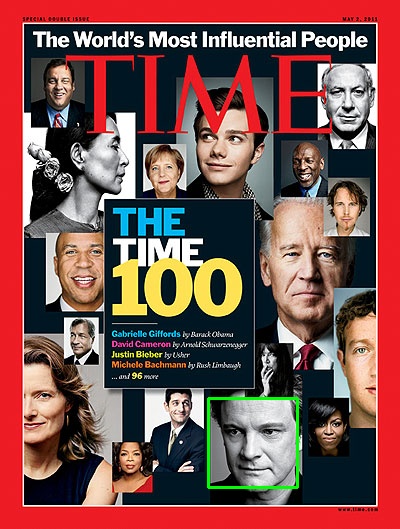 SPECIAL DOUBLE ISSUE
MAY 2, 2011
The World's Most Influential People
TIME
THE
TIME
100
Gabrielle Giffords by Barack Obama
David Cameron by Arnold Schwarzenegger
Justin Bieber by Usher
Michele Bachmann by Rush Limbaugh
... and 96 more
www.time.com